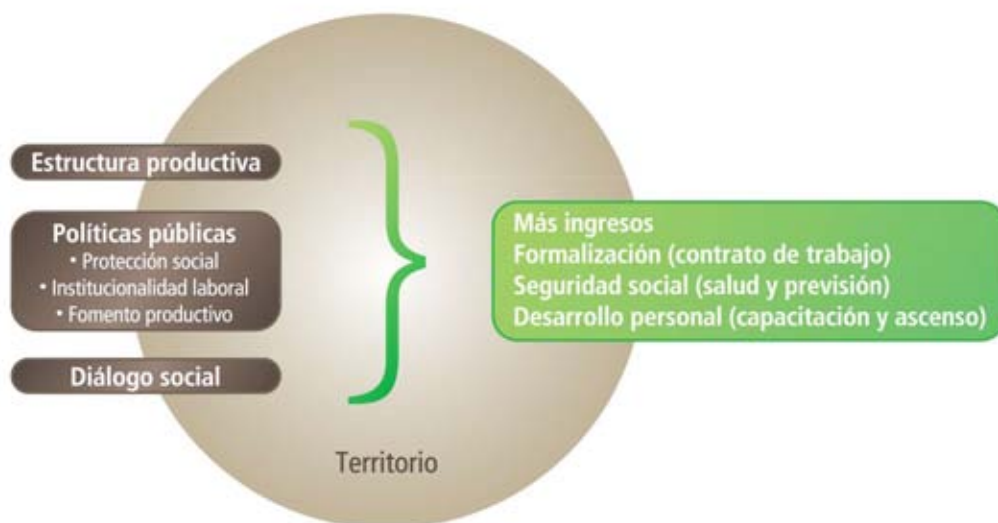 Estructura productiva
Políticas públicas
• Protección social
• Institucionalidad laboral
• Fomento productivo
Diálogo social
Más ingresos
Formalización (contrato de trabajo)
Seguridad social (salud y previsión)
Desarrollo personal (capacitación y ascenso)
Territorio